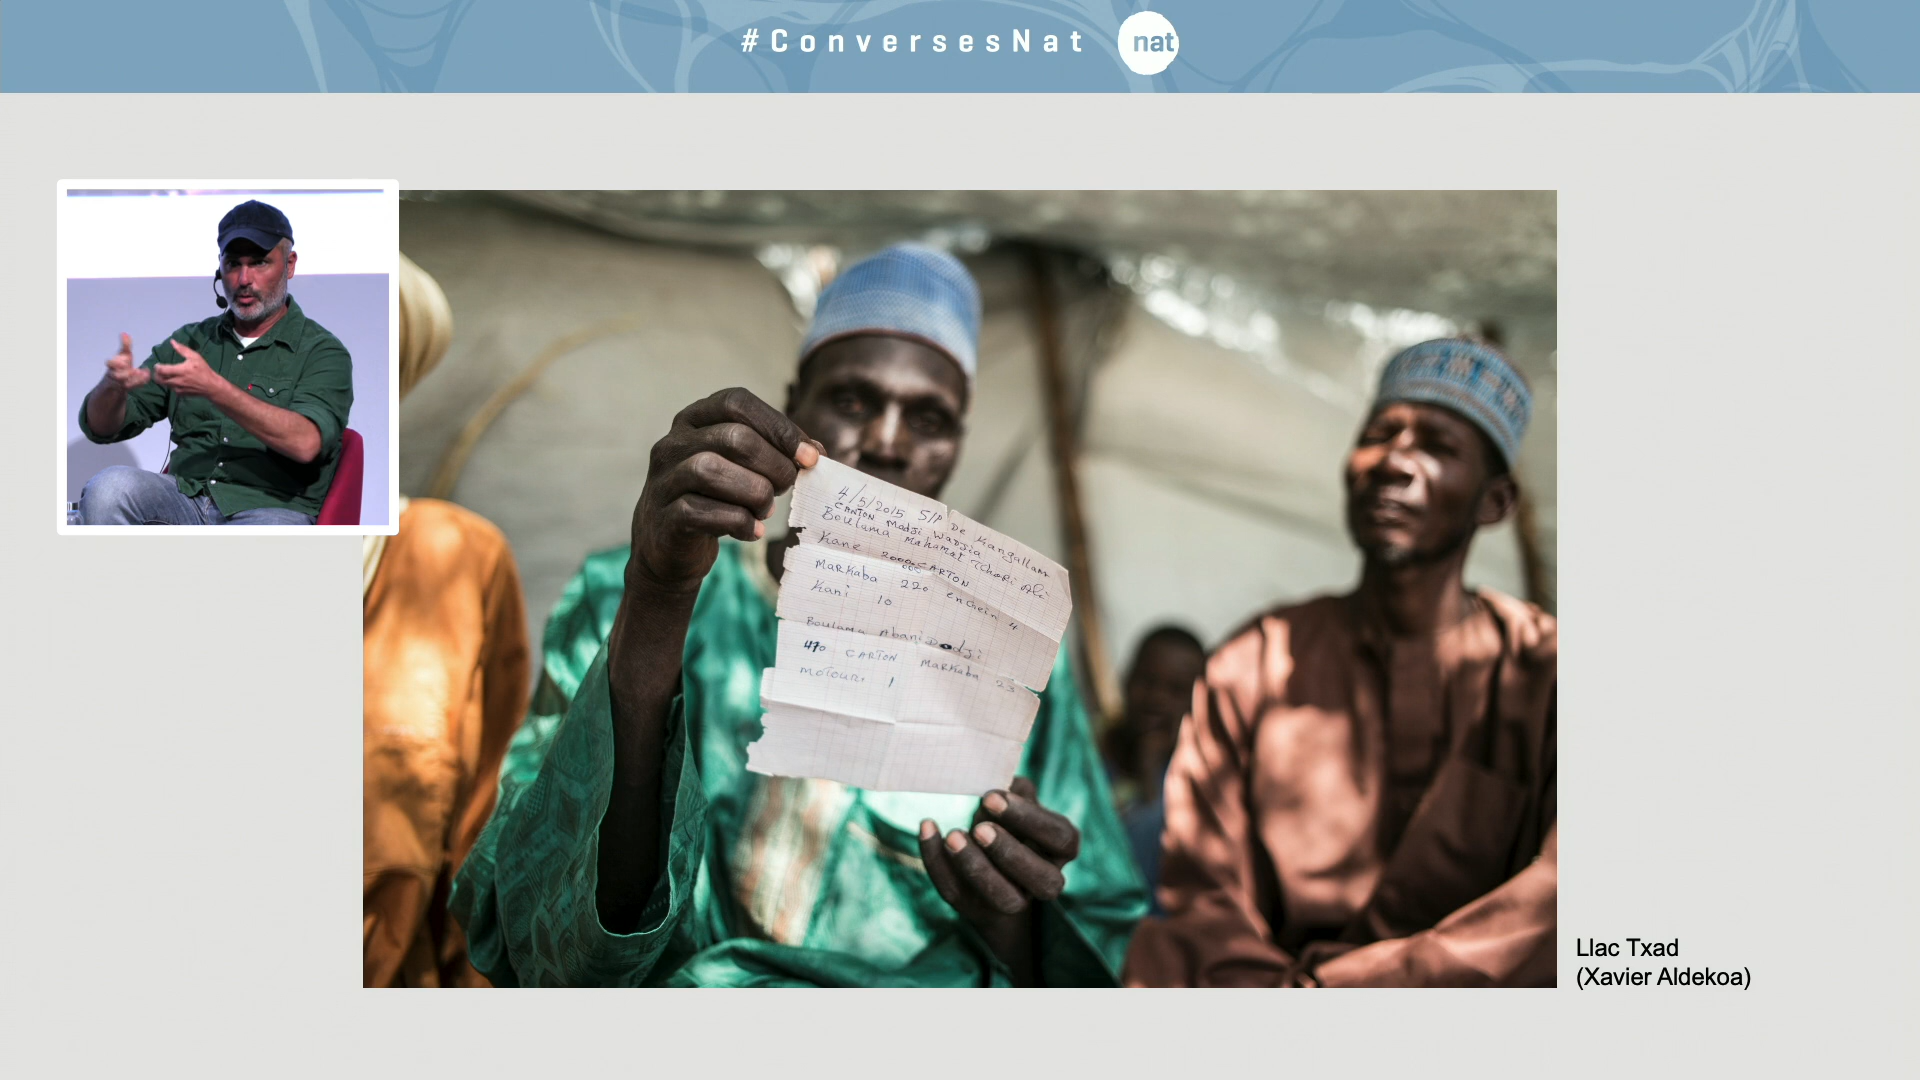 #ConversesNat
nat
4/5/2015 S/P De Kangallam
CANTON Madji Wadjia
Boulama Mahamat Tchari Ali
Kane 2000 CARTON
Markaba 220 enGhein 4
Kani 10
Boulama Abani Dodji
470 CARTON Markaba 23
motour. 1
Llac Txad
(Xavier Aldekoa)